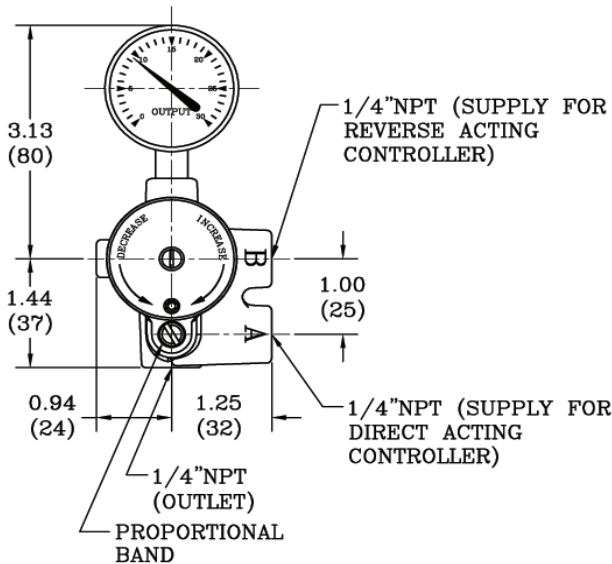 15
10
20
5
25
0
OUTPUT
30
3.13
(80)
1/4"NPT (SUPPLY FOR
REVERSE ACTING
CONTROLLER)
DECREASE
INCREASE
B
1.44
(37)
1.00
(25)
A
0.94
(24)
1.25
(32)
1/4"NPT (SUPPLY FOR
DIRECT ACTING
CONTROLLER)
1/4"NPT
(OUTLET)
PROPORTIONAL
BAND